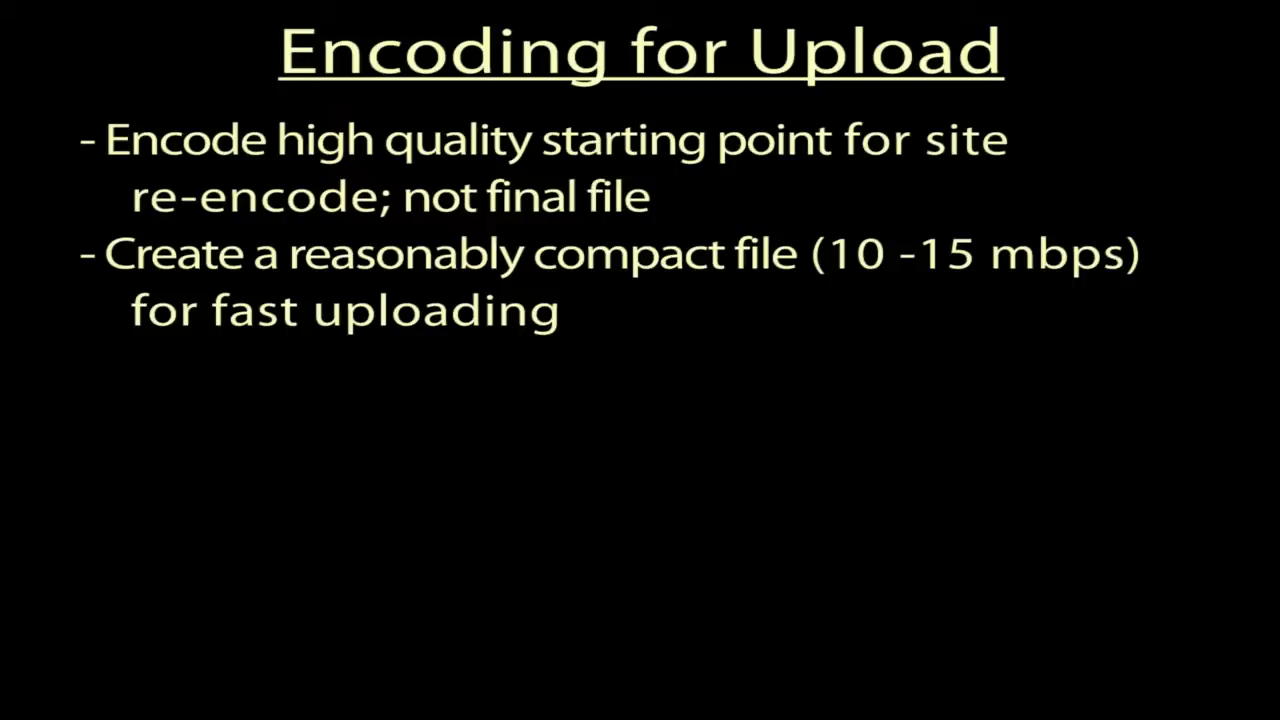 Encoding for Upload
- Encode high quality starting point for site
re-encode; not final file
- Create a reasonably compact file (10 -15 mbps)
for fast uploading